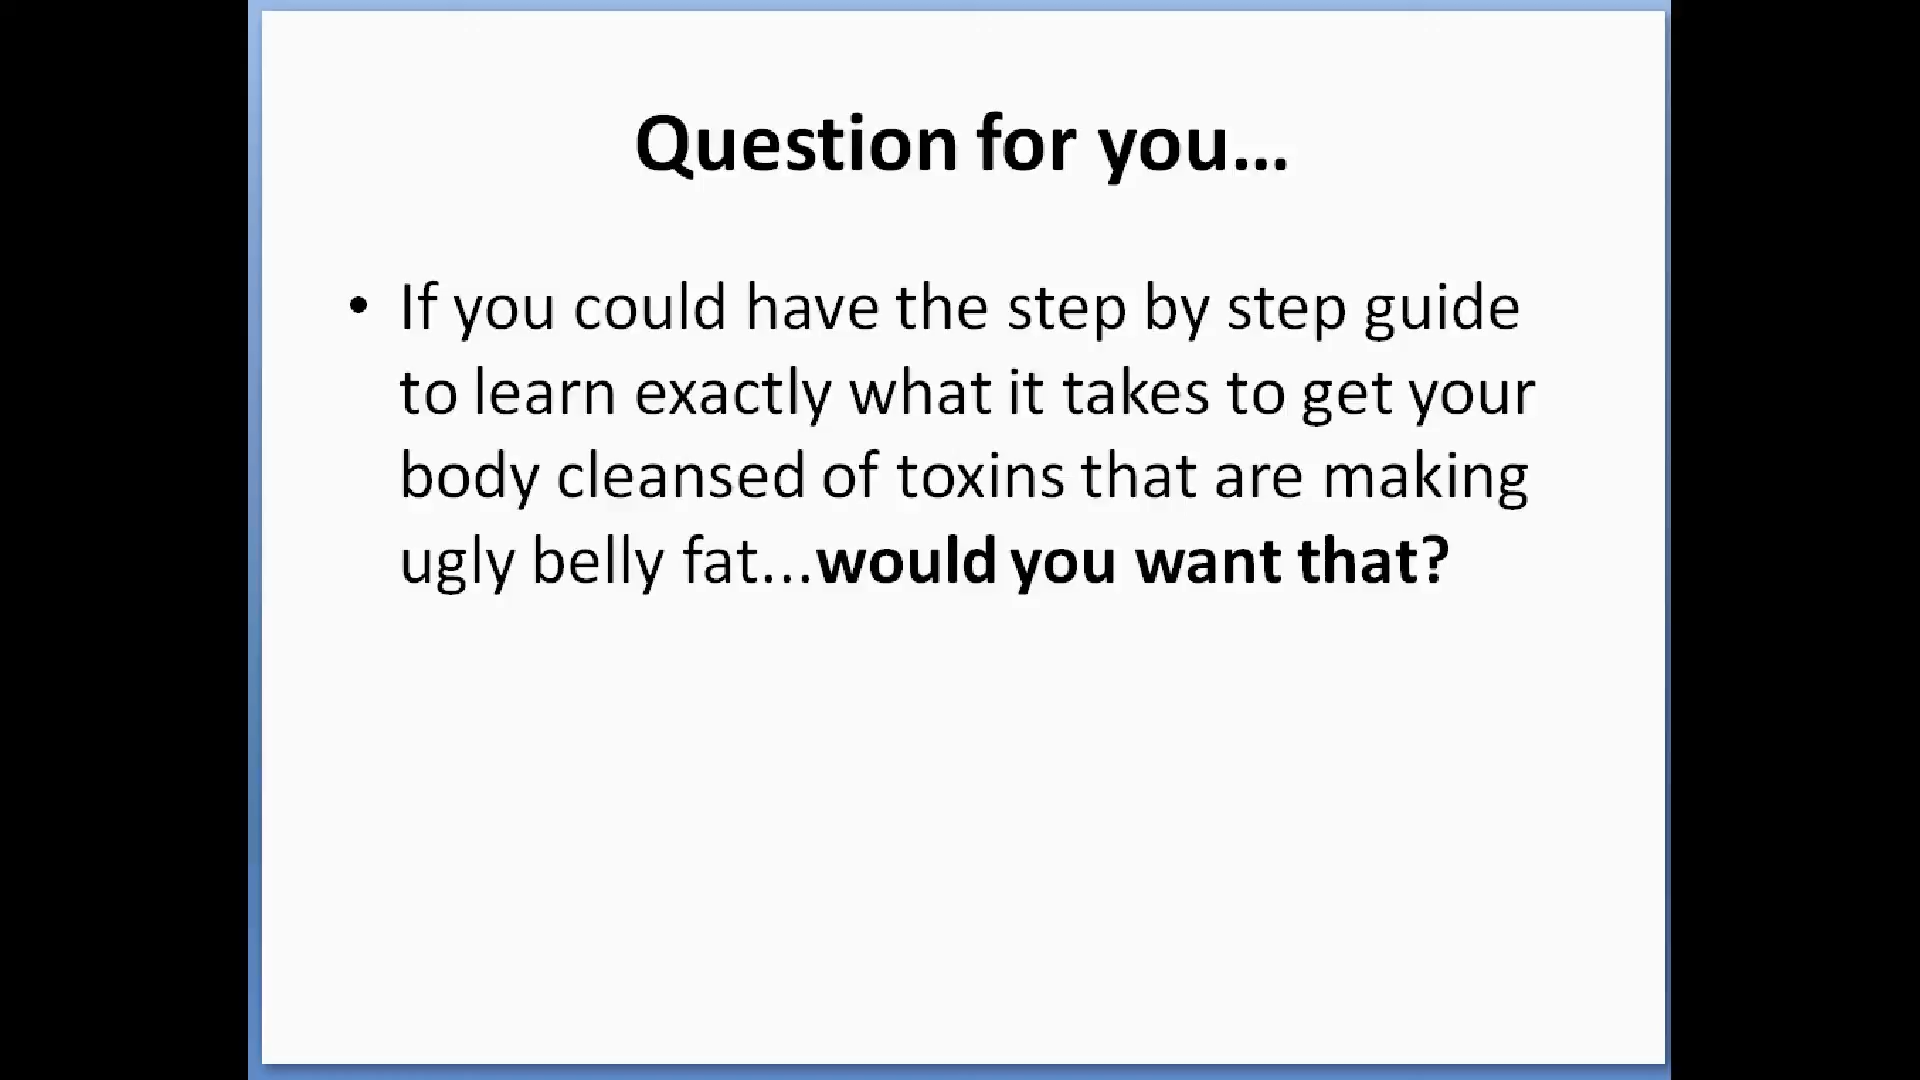 Question for you…
• If you could have the step by step guide
to learn exactly what it takes to get your
body cleansed of toxins that are making
ugly belly fat…would you want that?